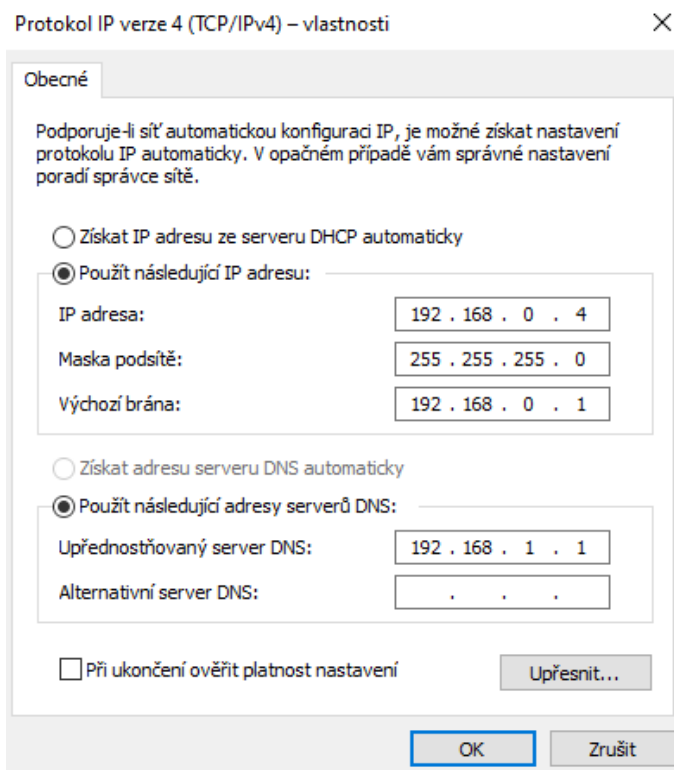 Protokol IP verze 4 (TCP/IPv4) – vlastnosti
Obecné
Podporuje-li síť automatickou konfiguraci IP, je možné získat nastavení
protokolu IP automaticky. V opačném případě vám správné nastavení
poradí správce sítě.
Získat IP adresu ze serveru DHCP automaticky
Použít následující IP adresu:
IP adresa: 192 . 168 . 0 . 4
Maska podsítě: 255 . 255 . 255 . 0
Výchozí brána: 192 . 168 . 0 . 1
Získat adresu serveru DNS automaticky
Použít následující adresy serverů DNS:
Upřednostňovaný server DNS: 192 . 168 . 1 . 1
Alternativní server DNS: . . .
Při ukončení ověřit platnost nastavení Upřesnit...
OK Zrušit